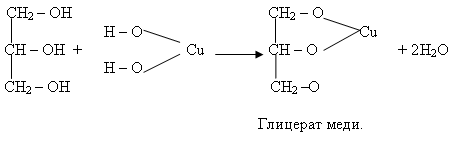 CH₂– OH CH₂ – O
H – O Cu
CH – OH + Cu CH – O + 2H₂O
H – O
CH₂ – OH CH₂ –O
Глицерат меди.